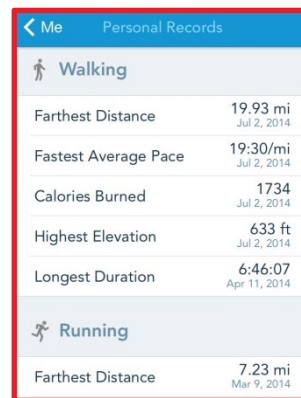 Me Personal Records
Walking
Farthest Distance 19.93 mi
Jul 2, 2014
Fastest Average Pace 19:30/mi
Jul 2, 2014
Calories Burned 1734
Jul 2, 2014
Highest Elevation 633 ft
Jul 2, 2014
Longest Duration 6:46:07
Apr 11, 2014
Running
Farthest Distance 7.23 mi
Mar 9, 2014